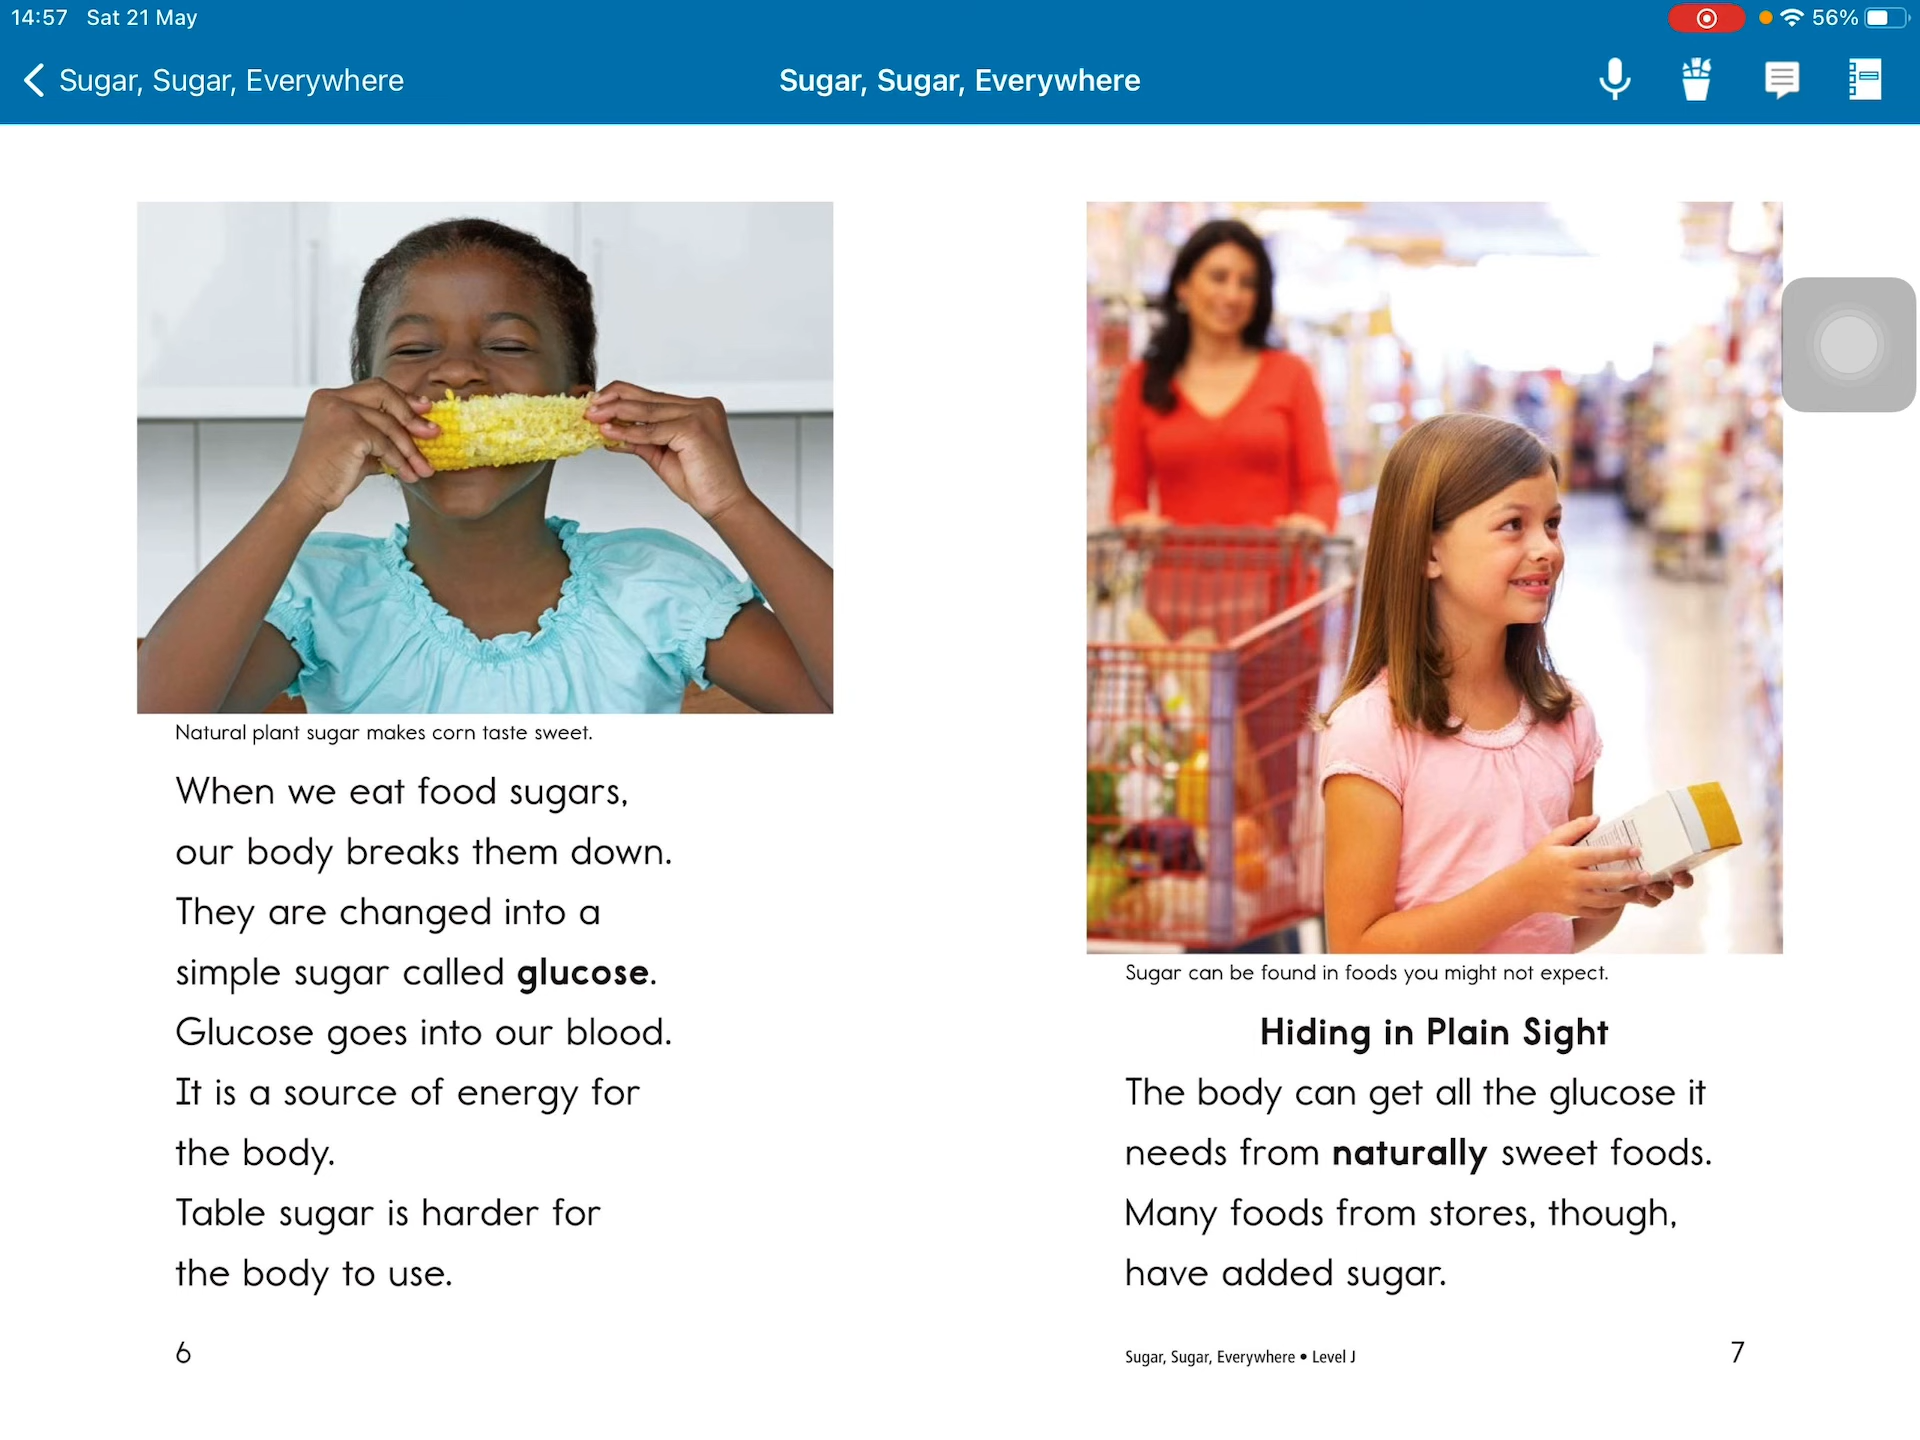 14:57 Sat 21 May
56%
Sugar, Sugar, Everywhere
Sugar, Sugar, Everywhere
Natural plant sugar makes corn taste sweet.
When we eat food sugars,
our body breaks them down.
They are changed into a
simple sugar called glucose.
Glucose goes into our blood.
It is a source of energy for
the body.
Table sugar is harder for
the body to use.
6
Sugar can be found in foods you might not expect.
Hiding in Plain Sight
The body can get all the glucose it
needs from naturally sweet foods.
Many foods from stores, though,
have added sugar.
Sugar, Sugar, Everywhere • Level J
7